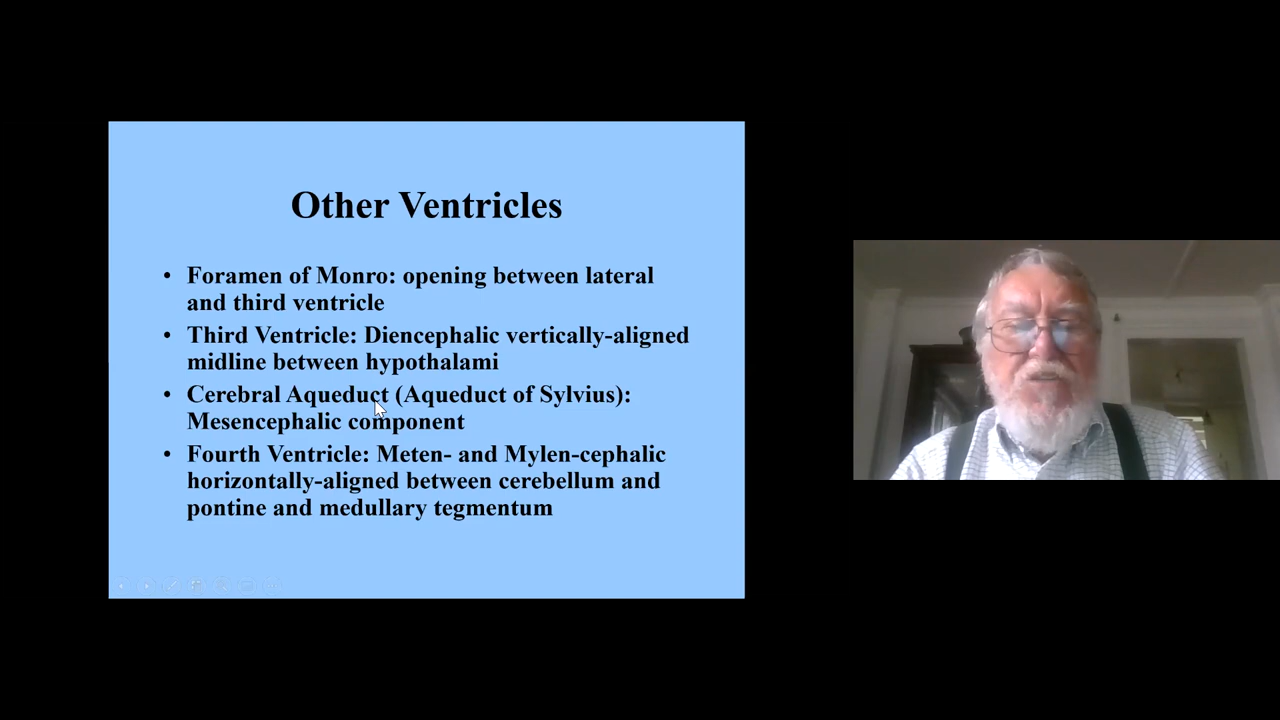 Other Ventricles
• Foramen of Monro: opening between lateral
and third ventricle
• Third Ventricle: Diencephalic vertically-aligned
midline between hypothalami
• Cerebral Aqueduct (Aqueduct of Sylvius):
Mesencephalic component
• Fourth Ventricle: Meten- and Mylen-cephalic
horizontally-aligned between cerebellum and
pontine and medullary tegmentum